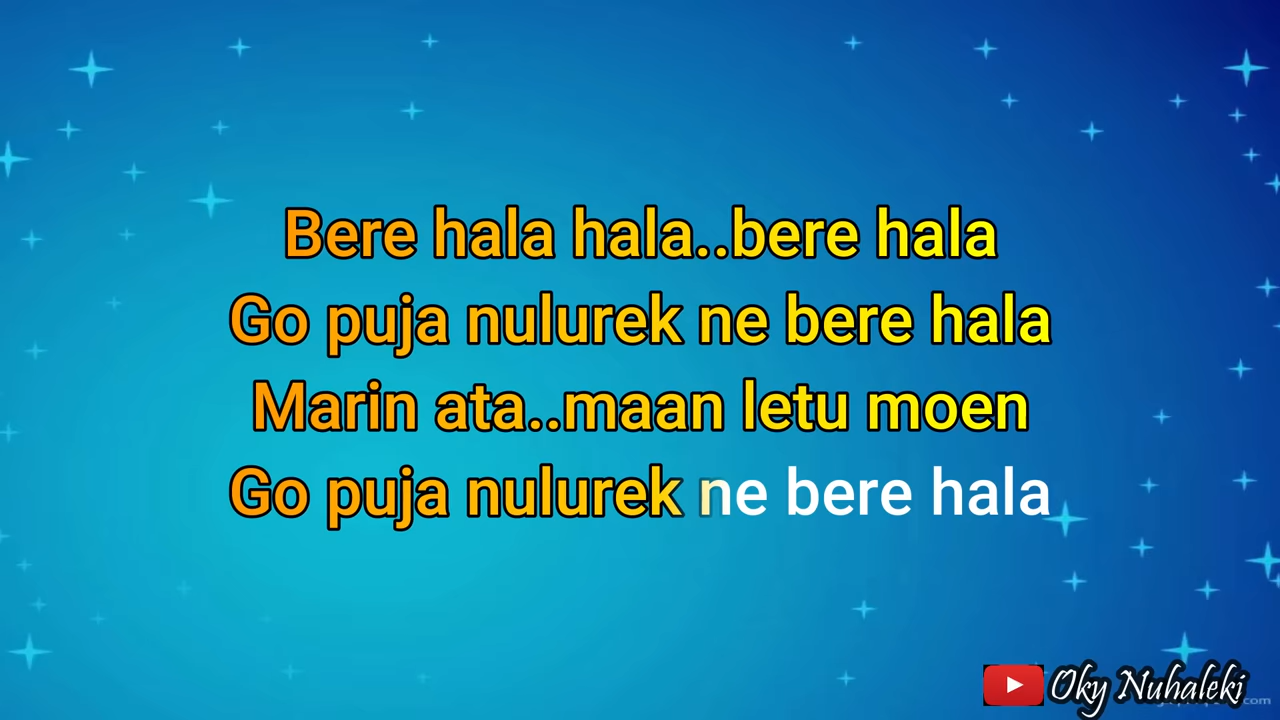 Bere hala hala..bere hala
Go puja nulurek ne bere hala
Marin ata..maan letu moen
Go puja nulurek ne bere hala
Oky Nuhaleki